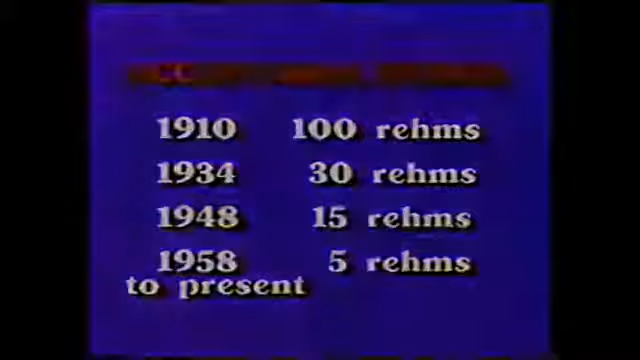 1910 100 rehms
1934 30 rehms
1948 15 rehms
1958 5 rehms
to present